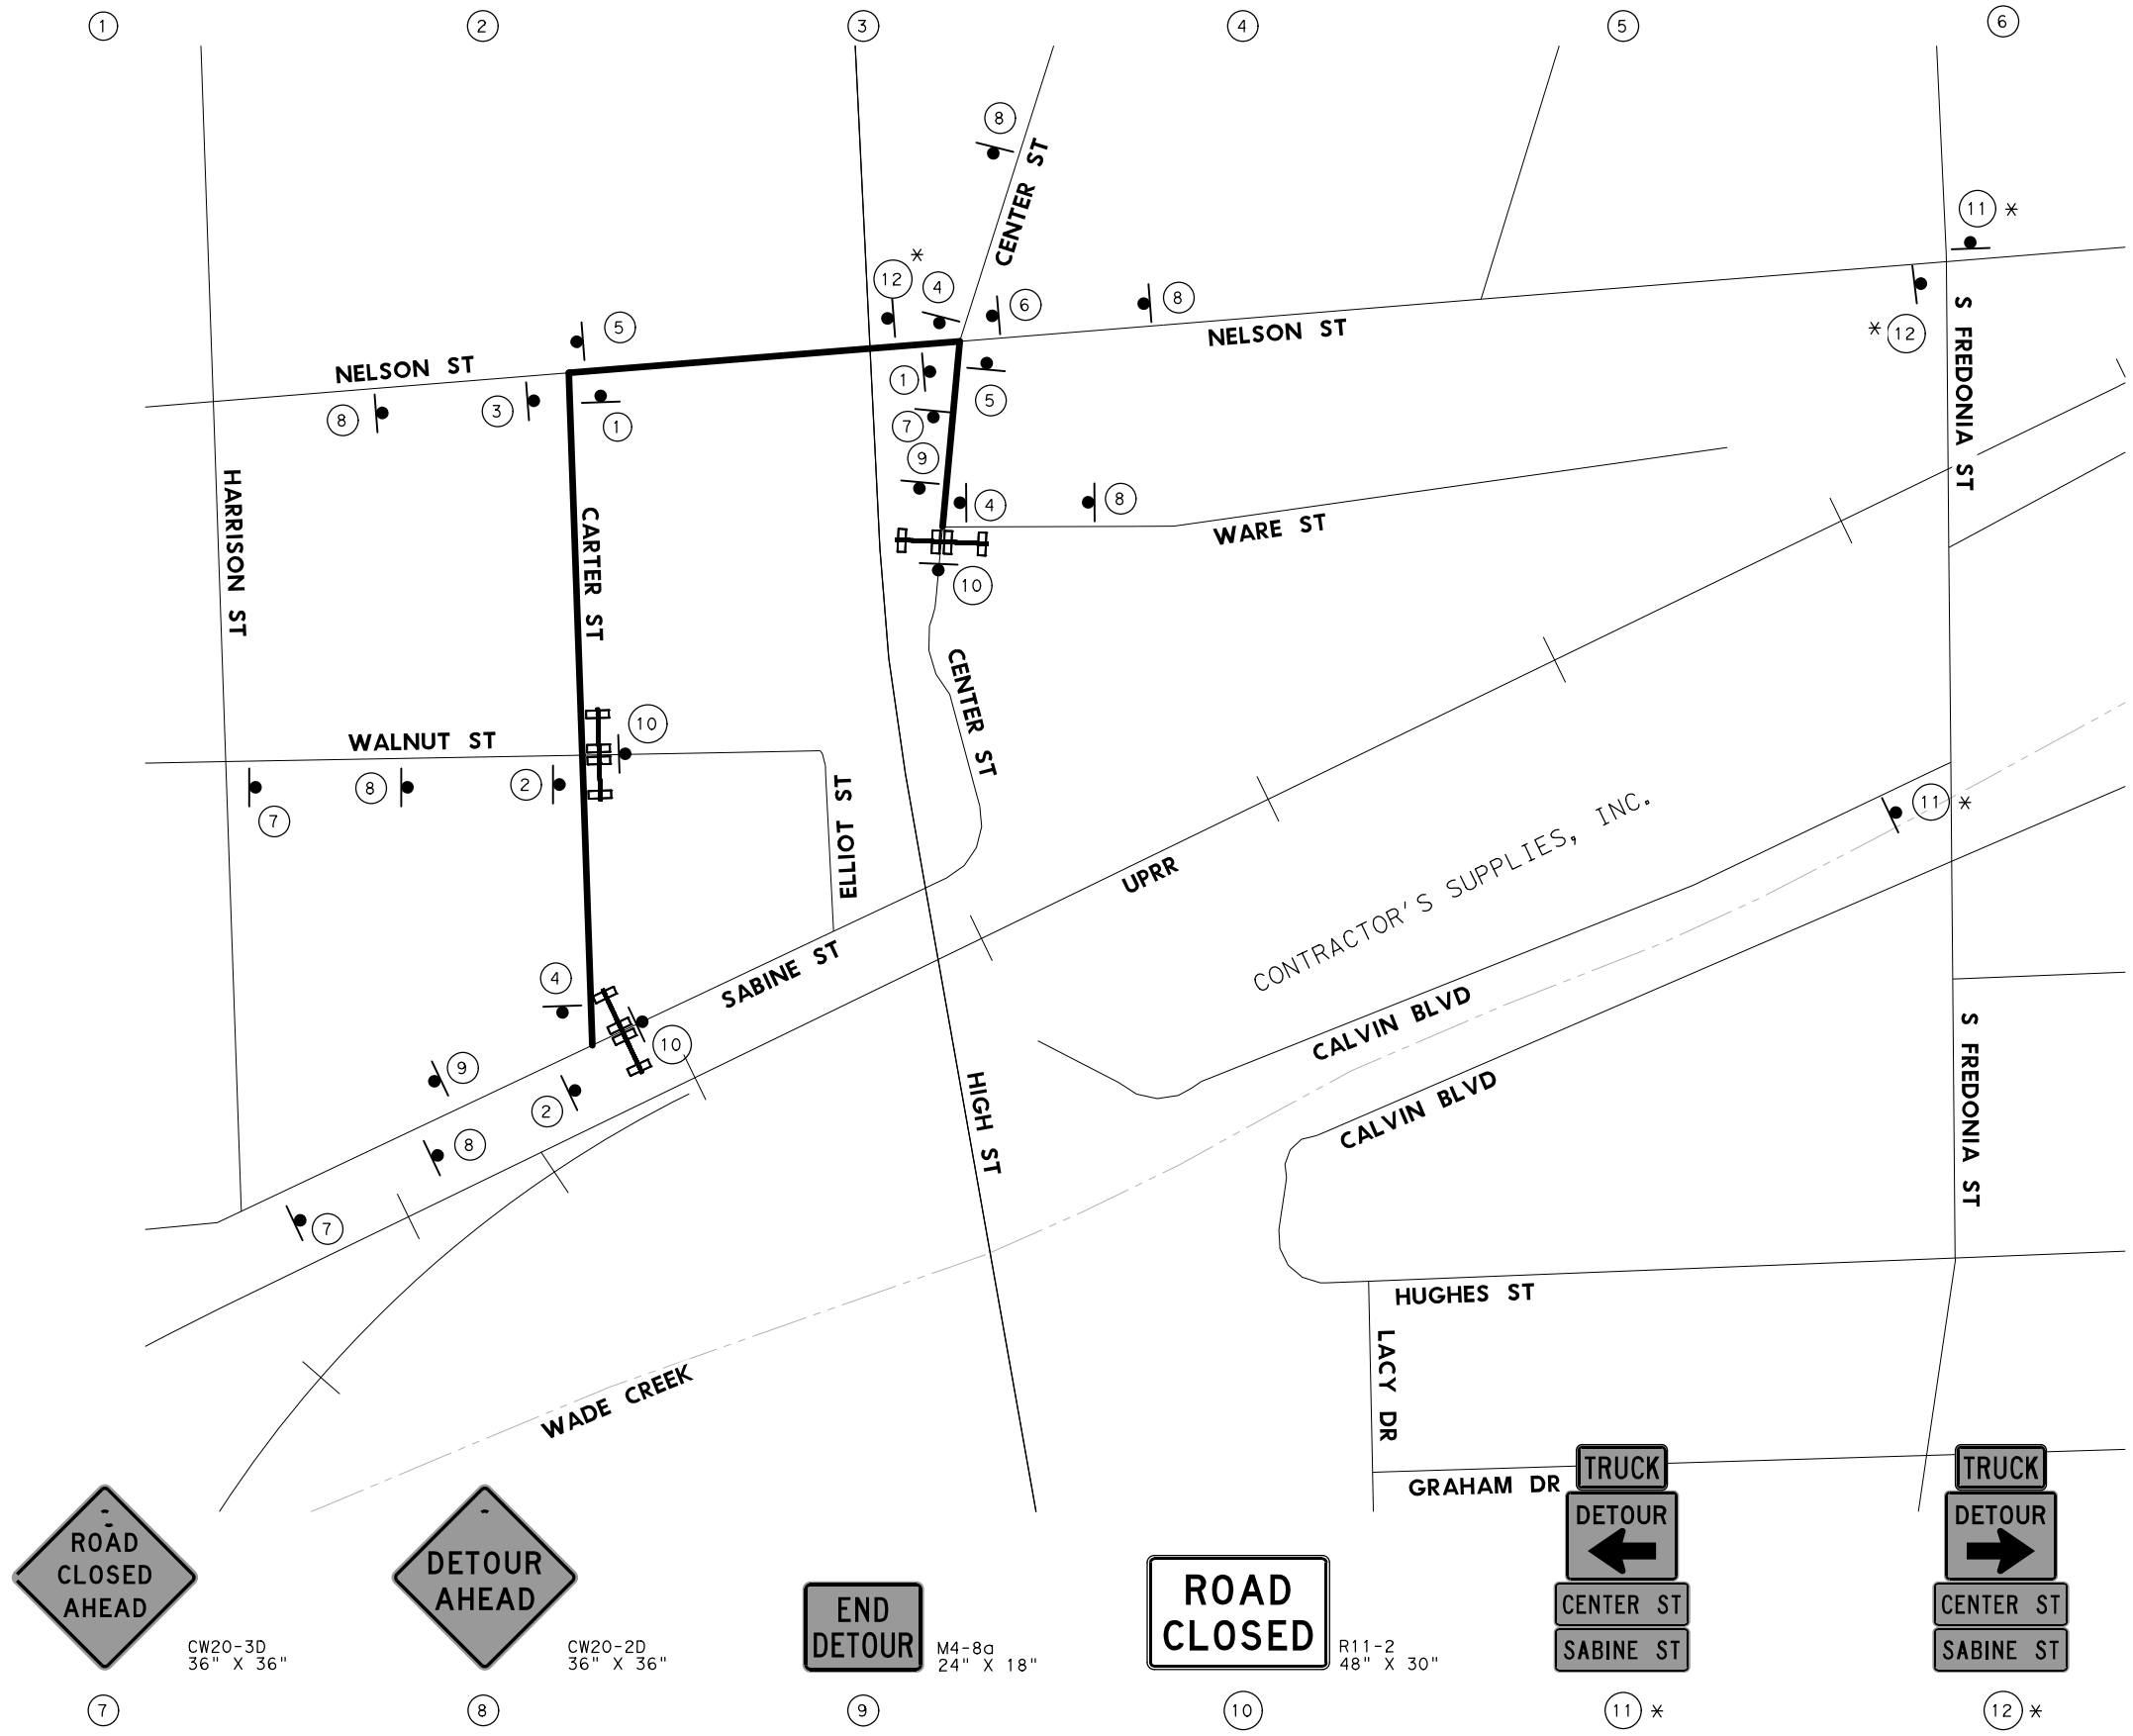 1 2 3 4 5 6
8
CENTER ST
11 *
12 *
4
6
8
5
NELSON ST
S FREDONIA ST
* 12
NELSON ST
8
3
1
1
5
7
9
HARRISON ST
CARTER ST
4
8
WARE ST
10
CENTER ST
10
WALNUT ST
7
8
2
ELLIOT ST
CONTRACTOR'S SUPPLIES, INC.
11 *
UPRR
4
SABINE ST
CALVIN BLVD
S FREDONIA ST
10
9
2
8
7
HIGH ST
CALVIN BLVD
HUGHES ST
LACY DR
WADE CREEK
GRAHAM DR
ROAD
CLOSED
AHEAD
CW20-3D
36" X 36"
7
DETOUR
AHEAD
CW20-2D
36" X 36"
8
END
DETOUR
M4-8a
24" X 18"
9
ROAD
CLOSED
R11-2
48" X 30"
10
TRUCK
DETOUR
CENTER ST
SABINE ST
11 *
TRUCK
DETOUR
CENTER ST
SABINE ST
12 *